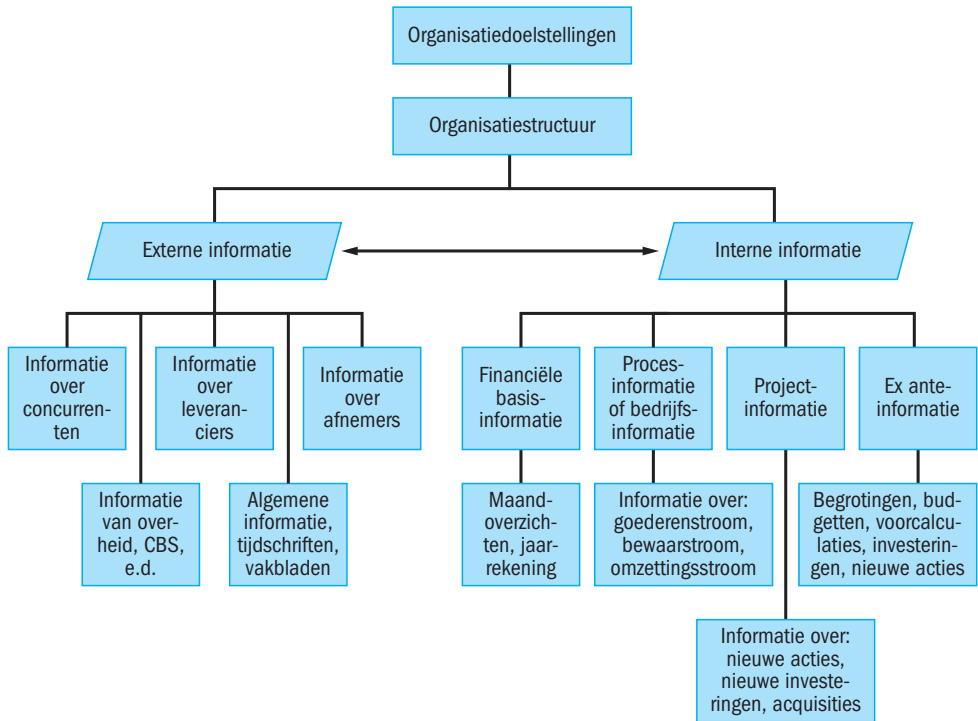 Organisatiedoelstellingen
Organisatiestructuur
Externe informatie
Interne informatie
Informatie
over
concurren-
ten
Informatie
over
leveran-
ciers
Informatie
over
afnemers
Informatie
van over-
heid, CBS,
e.d.
Algemene
informatie,
tijdschriften,
vakbladen
Financiële
basis-
informatie
Proces-
informatie
of bedrijfs-
informatie
Project-
informatie
Ex ante-
informatie
Maand-
overzich-
ten, jaar-
rekening
Informatie over:
goederenstroom,
bewaarstroom,
omzettingsstroom
Begrotingen, bud-
getten, voorcalcu-
laties, investerin-
gen, nieuwe acties
Informatie over:
nieuwe acties,
nieuwe investe-
ringen, acquisities